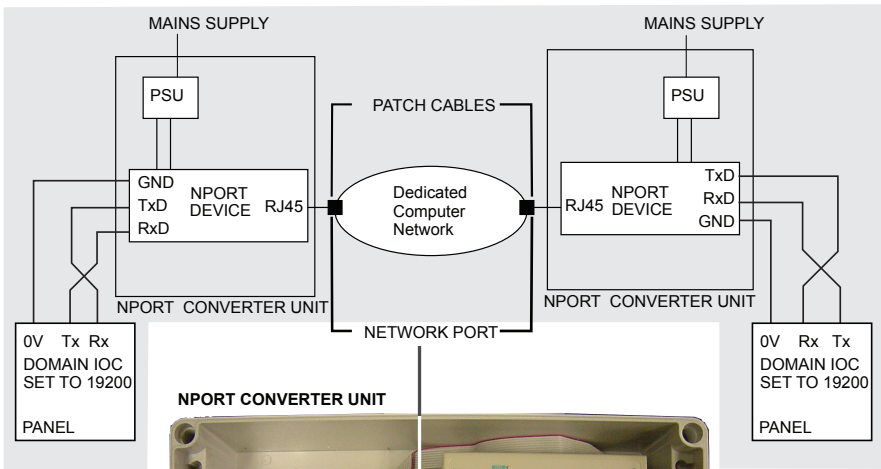 MAINS SUPPLY
MAINS SUPPLY
PSU
PSU
PATCH CABLES
GND
TxD
RxD
NPORT
DEVICE
RJ45
Dedicated
Computer
Network
RJ45
NPORT
DEVICE
TxD
RxD
GND
NPORT CONVERTER UNIT
NPORT CONVERTER UNIT
NETWORK PORT
0V Tx Rx
DOMAIN IOC
SET TO 19200
PANEL
0V Rx Tx
DOMAIN IOC
SET TO 19200
PANEL
NPORT CONVERTER UNIT